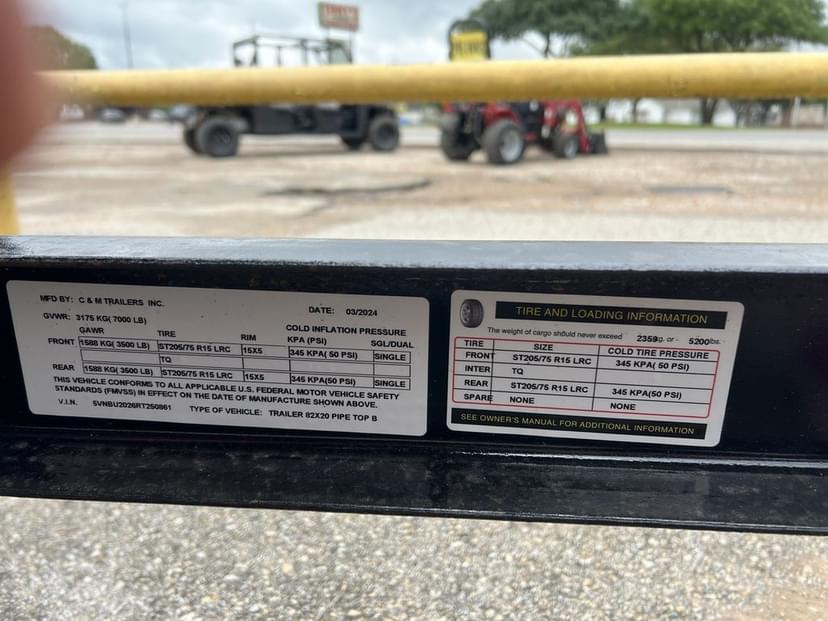 MFD BY: C & M TRAILERS INC.
DATE: 03/2024
GVWR: 3175 KG( 7000 LB)
COLD INFLATION PRESSURE
GAWR TIRE RIM KPA (PSI) SGL/DUAL
FRONT 1588 KG( 3500 LB) ST205/75 R15 LRC 15X5 345 KPA( 50 PSI) SINGLE
TQ
REAR 1588 KG( 3500 LB) ST205/75 R15 LRC 15X5 345 KPA(50 PSI) SINGLE
THIS VEHICLE CONFORMS TO ALL APPLICABLE U.S. FEDERAL MOTOR VEHICLE SAFETY
STANDARDS (FMVSS) IN EFFECT ON THE DATE OF MANUFACTURE SHOWN ABOVE.
V.I.N. 5VNBU2026RT250861 TYPE OF VEHICLE: TRAILER 82X20 PIPE TOP B
TIRE AND LOADING INFORMATION
The weight of cargo should never exceed 2359kg. or - 5200lbs.
TIRE SIZE COLD TIRE PRESSURE
FRONT ST205/75 R15 LRC 345 KPA( 50 PSI)
INTER TQ
REAR ST205/75 R15 LRC 345 KPA(50 PSI)
SPARE NONE NONE
SEE OWNER'S MANUAL FOR ADDITIONAL INFORMATION